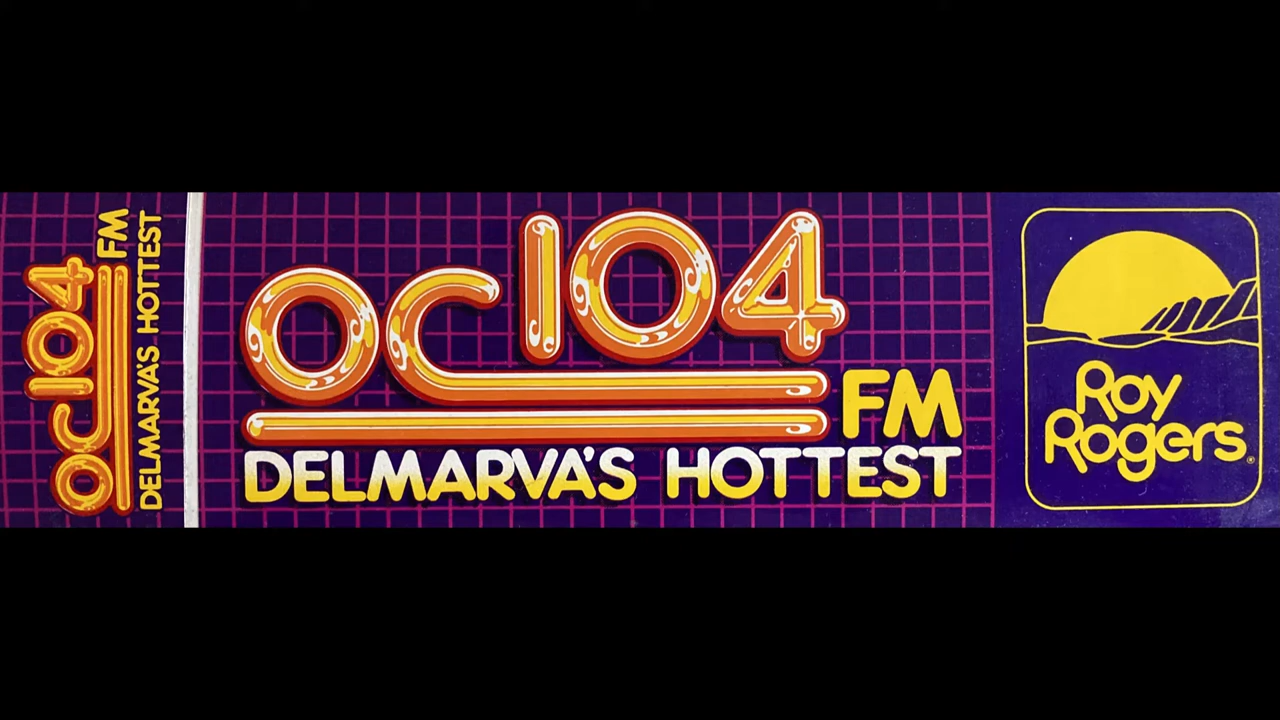 OC104
FM
DELMARVA'S HOTTEST
OC104
FM
DELMARVA'S HOTTEST
Roy
Rogers®